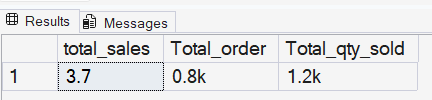 Results Messages
total_sales Total_order Total_qty_sold
1 3.7 0.8k 1.2k